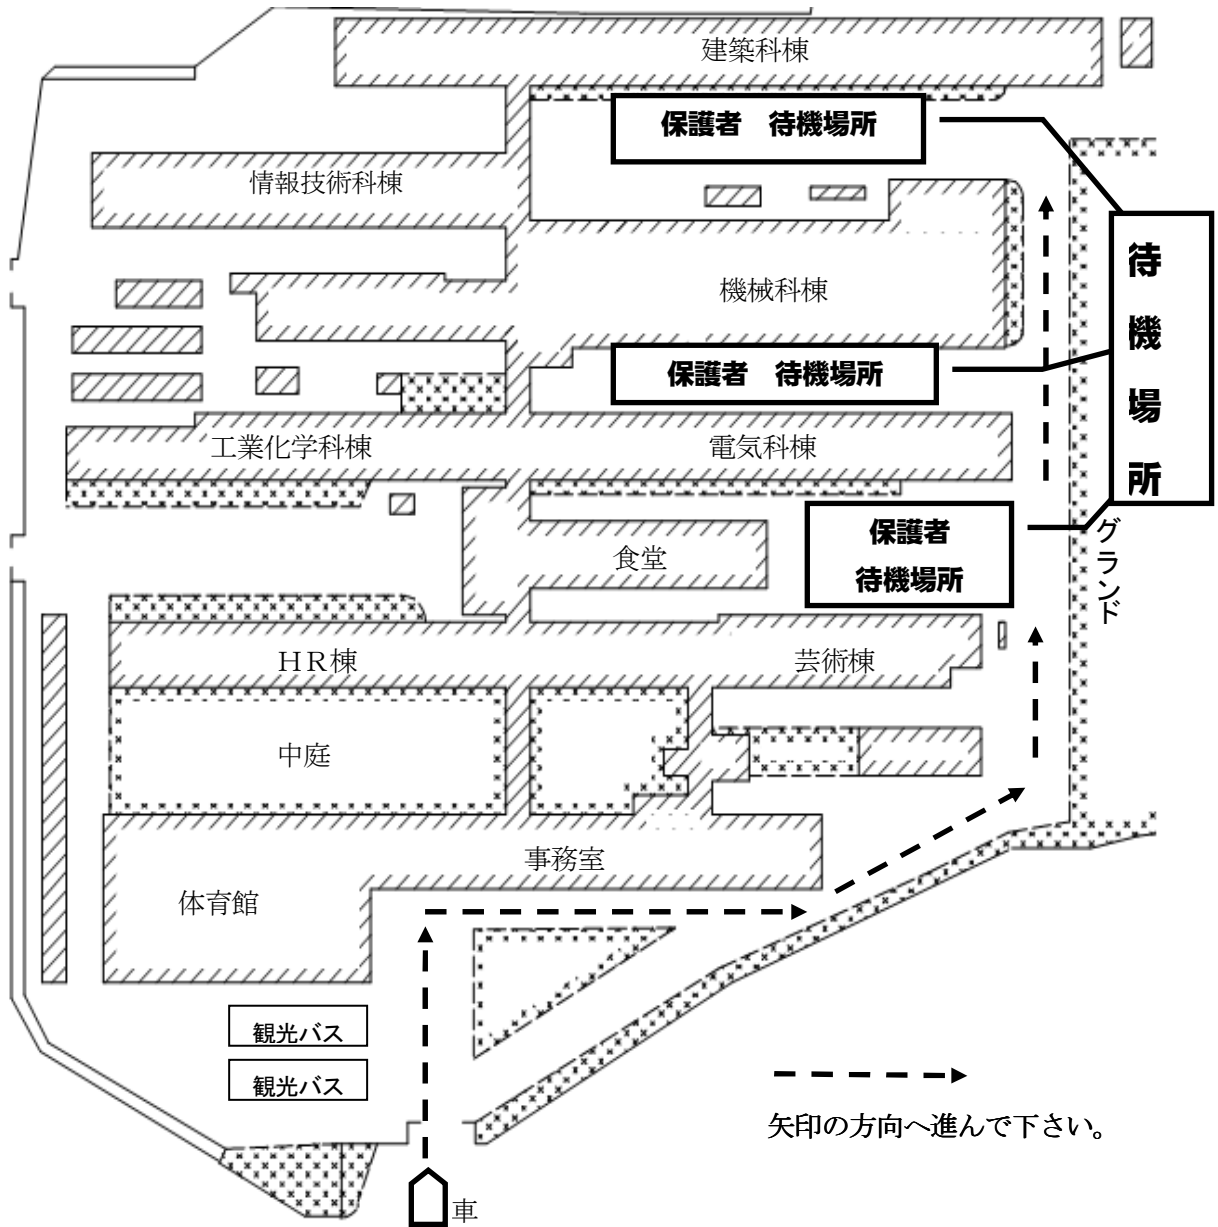 建築科棟
保護者　待機場所
情報技術科棟
待機場所
機械科棟
保護者　待機場所
工業化学科棟
電気科棟
保護者
待機場所
グランド
食堂
ＨＲ棟
芸術棟
中庭
事務室
体育館
観光バス
観光バス
矢印の方向へ進んで下さい。
車